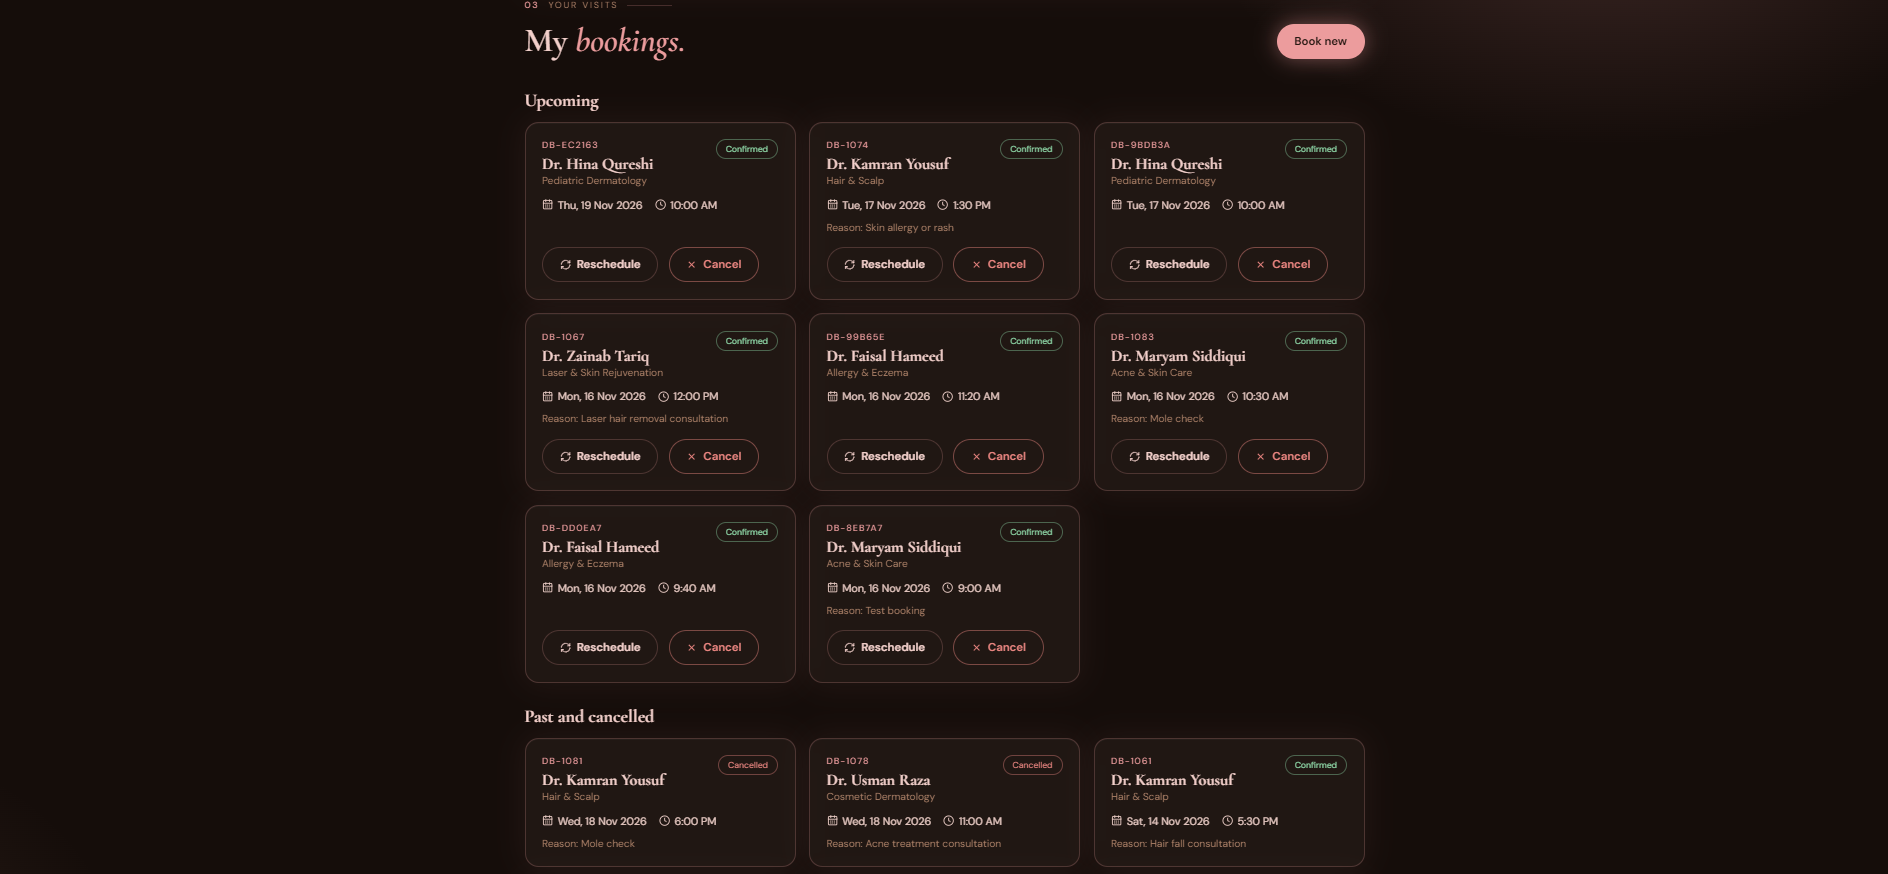 03 YOUR VISITS
My bookings.
Book new
Upcoming
DB-EC2163
Confirmed
Dr. Hina Qureshi
Pediatric Dermatology
Thu, 19 Nov 2026 10:00 AM
Reschedule Cancel
DB-1074
Confirmed
Dr. Kamran Yousuf
Hair & Scalp
Tue, 17 Nov 2026 1:30 PM
Reason: Skin allergy or rash
Reschedule Cancel
DB-9BDB3A
Confirmed
Dr. Hina Qureshi
Pediatric Dermatology
Tue, 17 Nov 2026 10:00 AM
Reschedule Cancel
DB-1067
Confirmed
Dr. Zainab Tariq
Laser & Skin Rejuvenation
Mon, 16 Nov 2026 12:00 PM
Reason: Laser hair removal consultation
Reschedule Cancel
DB-99B65E
Confirmed
Dr. Faisal Hameed
Allergy & Eczema
Mon, 16 Nov 2026 11:20 AM
Reschedule Cancel
DB-1083
Confirmed
Dr. Maryam Siddiqui
Acne & Skin Care
Mon, 16 Nov 2026 10:30 AM
Reason: Mole check
Reschedule Cancel
DB-DD0EA7
Confirmed
Dr. Faisal Hameed
Allergy & Eczema
Mon, 16 Nov 2026 9:40 AM
Reschedule Cancel
DB-8EB7A7
Confirmed
Dr. Maryam Siddiqui
Acne & Skin Care
Mon, 16 Nov 2026 9:00 AM
Reason: Test booking
Reschedule Cancel
Past and cancelled
DB-1081
Cancelled
Dr. Kamran Yousuf
Hair & Scalp
Wed, 18 Nov 2026 6:00 PM
Reason: Mole check
DB-1078
Cancelled
Dr. Usman Raza
Cosmetic Dermatology
Wed, 18 Nov 2026 11:00 AM
Reason: Acne treatment consultation
DB-1061
Confirmed
Dr. Kamran Yousuf
Hair & Scalp
Sat, 14 Nov 2026 5:30 PM
Reason: Hair fall consultation